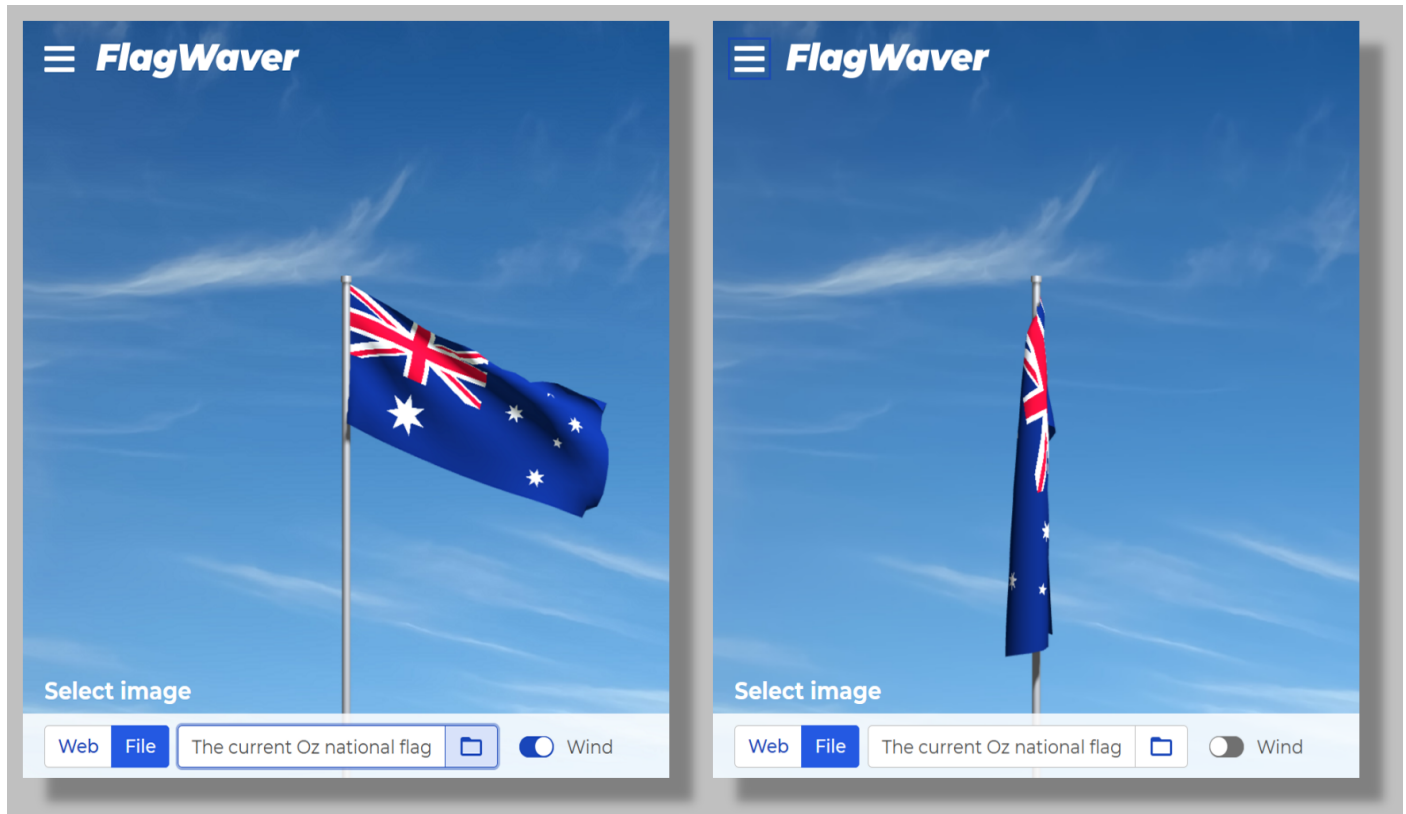 FlagWaver
Select image
Web File The current Oz national flag Wind
FlagWaver
Select image
Web File The current Oz national flag Wind